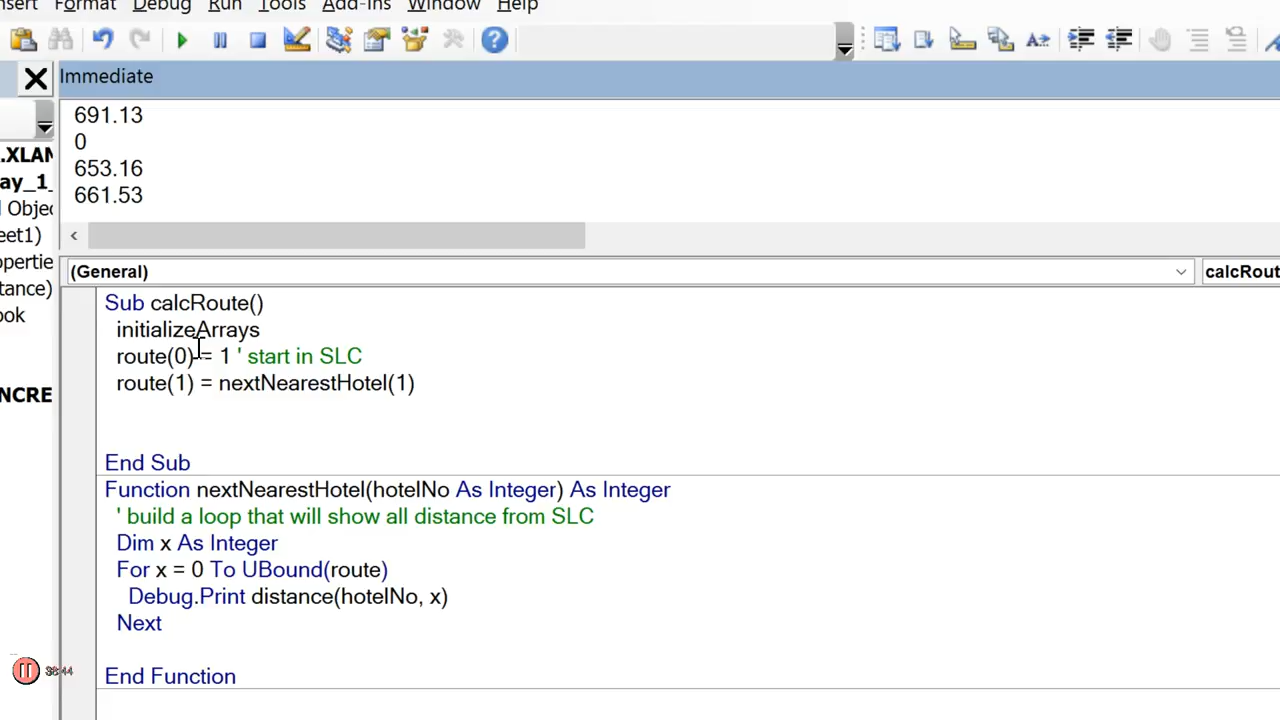 nsert Format Debug Run Tools Add-Ins Window Help
Immediate
691.13
0
653.16
661.53
.XLAN
ay_1_
l Objec
eet1)
opertie
tance)
ook
NCRE
(General)
calcRout
Sub calcRoute()
initializeArrays
route(0) = 1 ' start in SLC
route(1) = nextNearestHotel(1)
End Sub
Function nextNearestHotel(hotelNo As Integer) As Integer
' build a loop that will show all distance from SLC
Dim x As Integer
For x = 0 To UBound(route)
Debug.Print distance(hotelNo, x)
Next
End Function